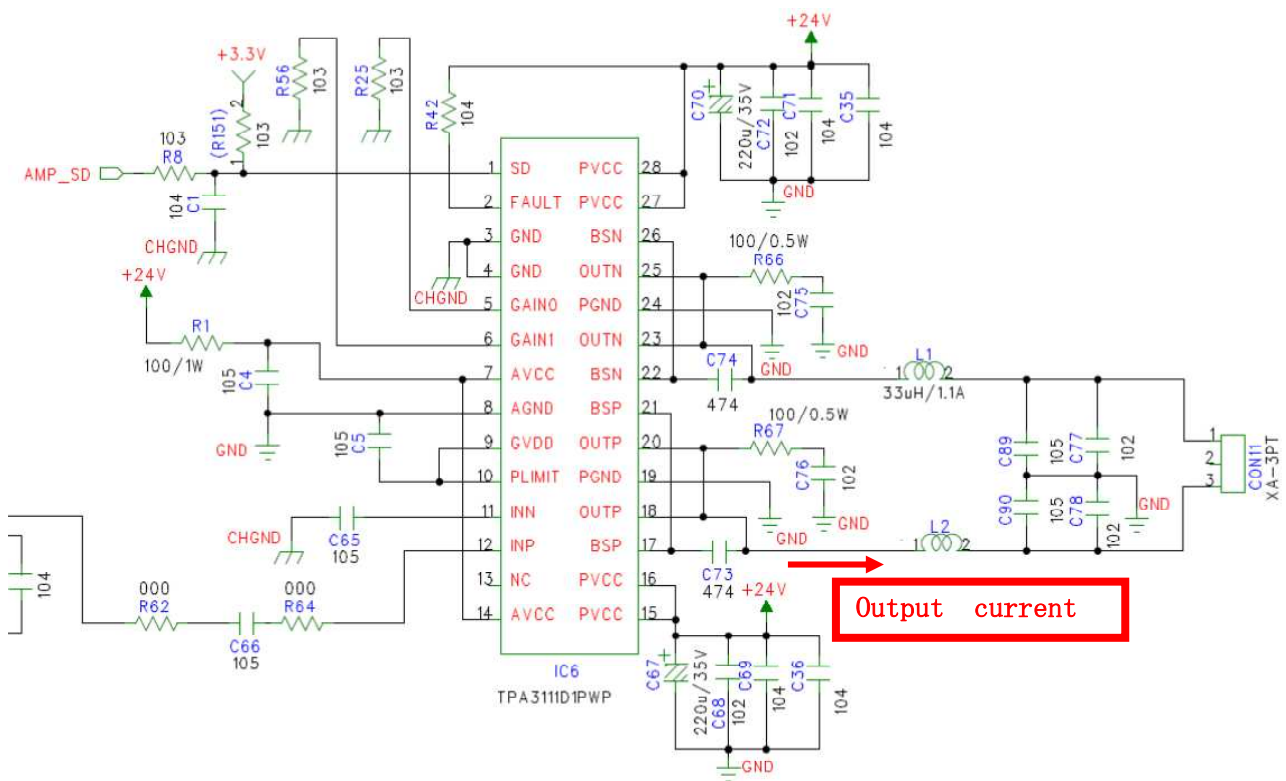 +24V
+3.3V
R56
103
R25
103
R42
104
C70
220u/35V
C72
102
C71
104
C35
104
GND
(R151)
2
103
1
103
R8
AMP_SD
104
C1
CHGND
1 SD PVCC 28
2 FAULT PVCC 27
3 GND BSN 26
4 GND OUTN 25
5 GAIN0 PGND 24
6 GAIN1 OUTN 23
7 AVCC BSN 22
8 AGND BSP 21
9 GVDD OUTP 20
10 PLIMIT PGND 19
11 INN OUTP 18
12 INP BSP 17
13 NC PVCC 16
14 AVCC PVCC 15
IC6
TPA3111D1PWP
CHGND
+24V
R1
100/1W
105
C4
GND
105
C5
CHGND
C65
105
104
000
R62
C66
105
000
R64
100/0.5W
R66
102
C75
GND
GND
C74
474
1 L1 2
33uH/1.1A
100/0.5W
R67
C76
102
GND
GND
C73
474
1 L2 2
C89
105
C77
102
C90
105
C78
102
GND
1
2
3
CON11
XA-3PT
Output current
+24V
C67
220u/35V
C68
102
C69
104
C36
104
GND